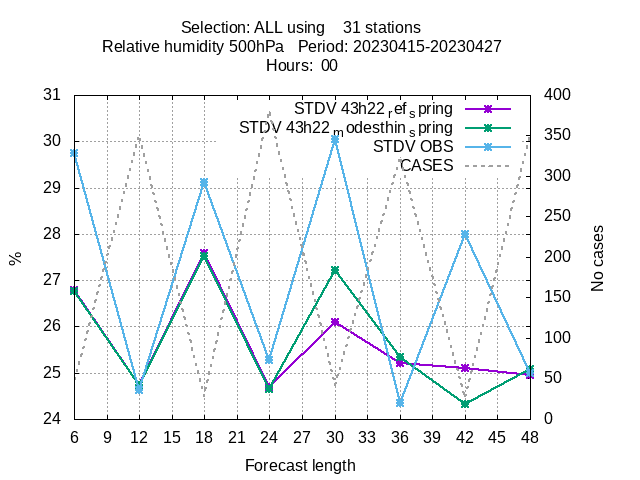 Selection: ALL using    31 stations
Relative humidity 500hPa   Period: 20230415-20230427
Hours:  00
STDV 43h22refspring
STDV 43h22modesthinspring
STDV OBS
CASES
31
30
29
28
27
26
25
24
%
400
350
300
250
200
150
100
50
0
No cases
6 9 12 15 18 21 24 27 30 33 36 39 42 45 48
Forecast length